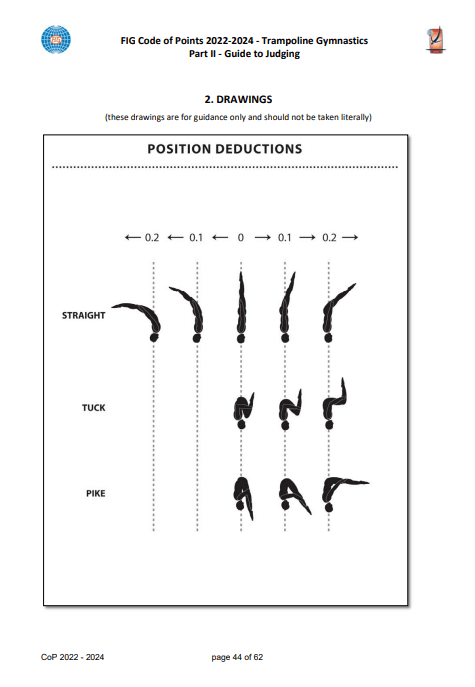 FIG Code of Points 2022-2024 - Trampoline Gymnastics
Part II - Guide to Judging
2. DRAWINGS
(these drawings are for guidance only and should not be taken literally)
POSITION DEDUCTIONS
← 0.2 ← 0.1 ← 0 → 0.1 → 0.2 →
STRAIGHT
TUCK
PIKE
CoP 2022 - 2024 page 44 of 62